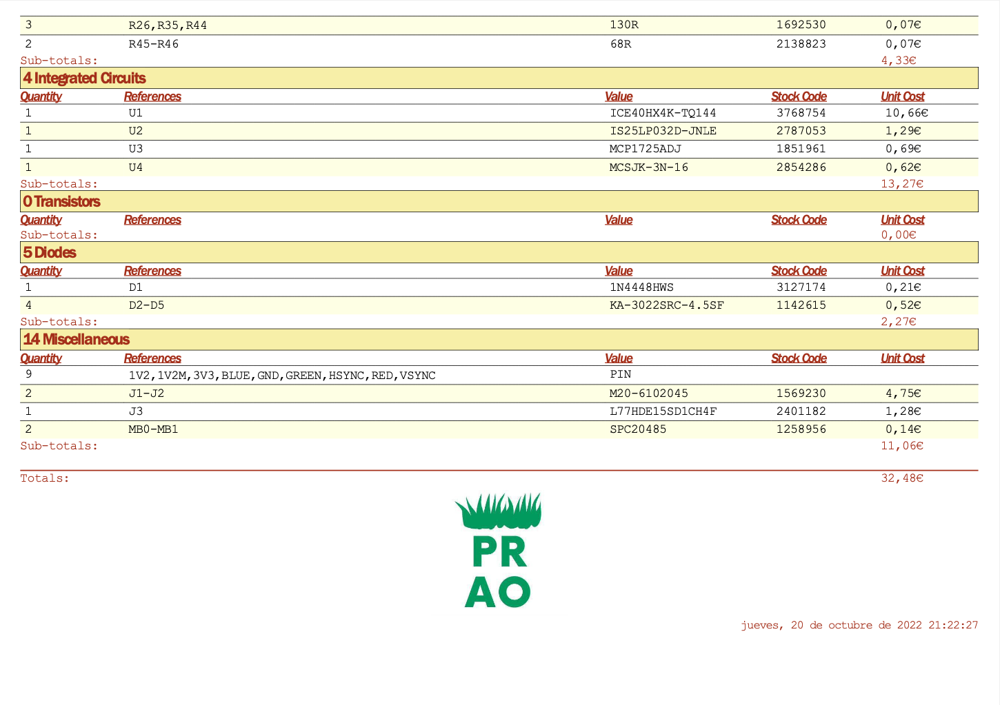 3 R26,R35,R44 130R 1692530 0,07€
2 R45-R46 68R 2138823 0,07€
Sub-totals: 4,33€
4 Integrated Circuits
Quantity References Value Stock Code Unit Cost
1 U1 ICE40HX4K-TQ144 3768754 10,66€
1 U2 IS25LP032D-JNLE 2787053 1,29€
1 U3 MCP1725ADJ 1851961 0,69€
1 U4 MCSJK-3N-16 2854286 0,62€
Sub-totals: 13,27€
0 Transistors
Quantity References Value Stock Code Unit Cost
Sub-totals: 0,00€
5 Diodes
Quantity References Value Stock Code Unit Cost
1 D1 1N4448HWS 3127174 0,21€
4 D2-D5 KA-3022SRC-4.5SF 1142615 0,52€
Sub-totals: 2,27€
14 Miscellaneous
Quantity References Value Stock Code Unit Cost
9 1V2,1V2M,3V3,BLUE,GND,GREEN,HSYNC,RED,VSYNC PIN
2 J1-J2 M20-6102045 1569230 4,75€
1 J3 L77HDE15SD1CH4F 2401182 1,28€
2 MB0-MB1 SPC20485 1258956 0,14€
Sub-totals: 11,06€
Totals: 32,48€
PR
AO
jueves, 20 de octubre de 2022 21:22:27